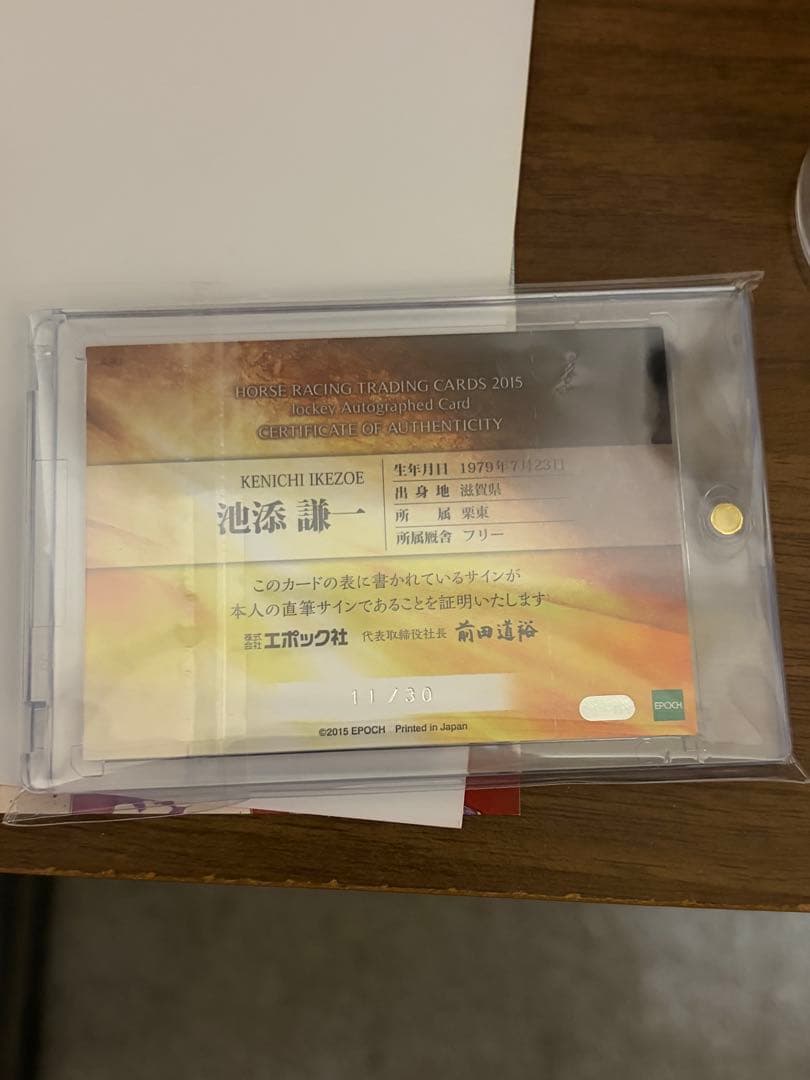 HORSE RACING TRADING CARDS 2015
Jockey Autographed Card
CERTIFICATE OF AUTHENTICITY
KENICHI IKEZOE
池添 謙一
生年月日 1979年7月23日
出身地 滋賀県
所属 栗東
所属厩舎 フリー
このカードの表に書かれているサインが
本人の直筆サインであることを証明いたします
株式会社エポック社 代表取締役社長 前田道裕
11/30
EPOCH
©2015 EPOCH Printed in Japan